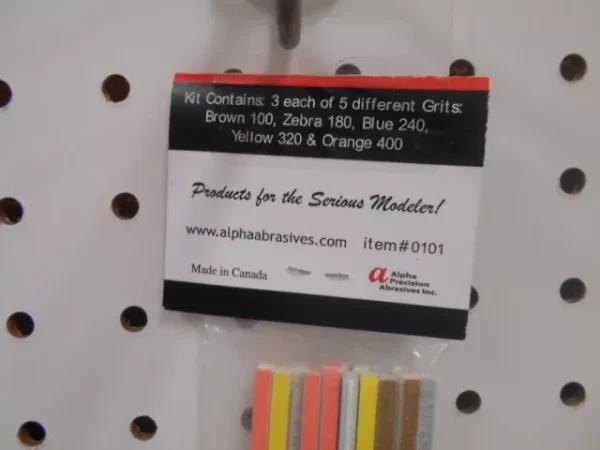 Kit Contains: 3 each of 5 different Grits:
Brown 100, Zebra 180, Blue 240,
Yellow 320 & Orange 400
Products for the Serious Modeler!
www.alphaabrasives.com item#0101
Made in Canada
α Alpha
Precision
Abrasives Inc.